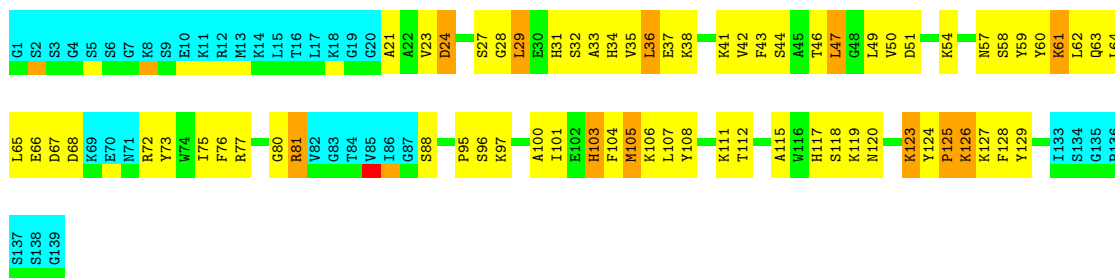 G1 S2 S3 G4 S5 S6 G7 K8 S9 E10 K11 R12 M13 K14 L15 T16 L17 K18 G19 G20 A21 A22 V23 D24 S27 G28 L29 E30 H31 S32 A33 H34 V35 L36 E37 K38 K41 V42 F43 S44 A45 T46 L47 G48 L49 V50 D51 K54 N57 S58 Y59 Y60 K61 L62 Q63
L65 E66 D67 D68 K69 E70 N71 R72 Y73 W74 I75 F76 R77 G80 R81 V82 G83 T84 V85 I86 G87 S88 P95 S96 K97 A100 I101 E102 H103 F104 M105 K106 L107 Y108 K111 T112 A115 W116 H117 S118 K119 N120 K123 Y124 P125 K126 K127 F128 Y129 I133 S134 G135
S137 S138 G139